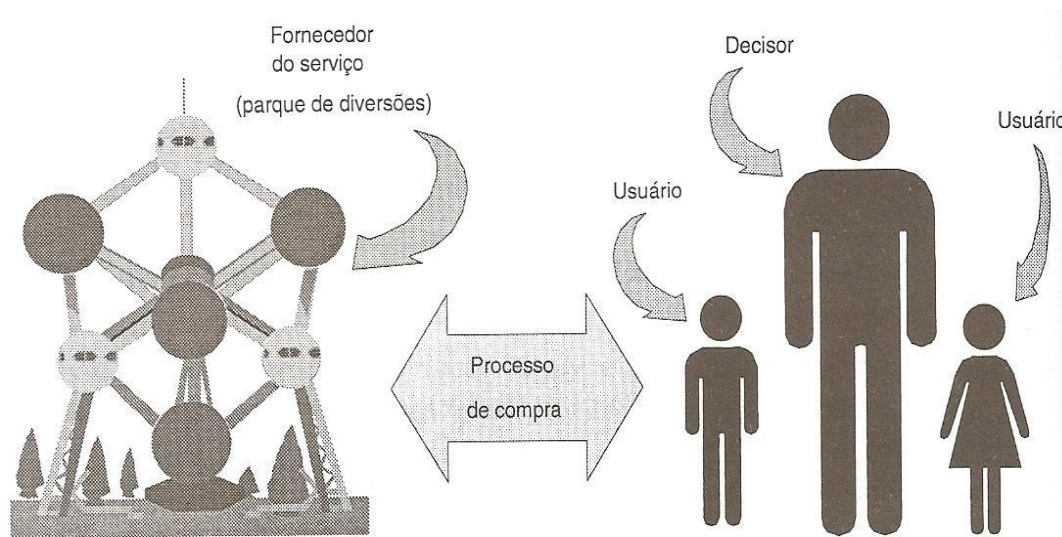 Fornecedor
do serviço
(parque de diversões)
Decisor
Usuário
Usuário
Processo
de compra